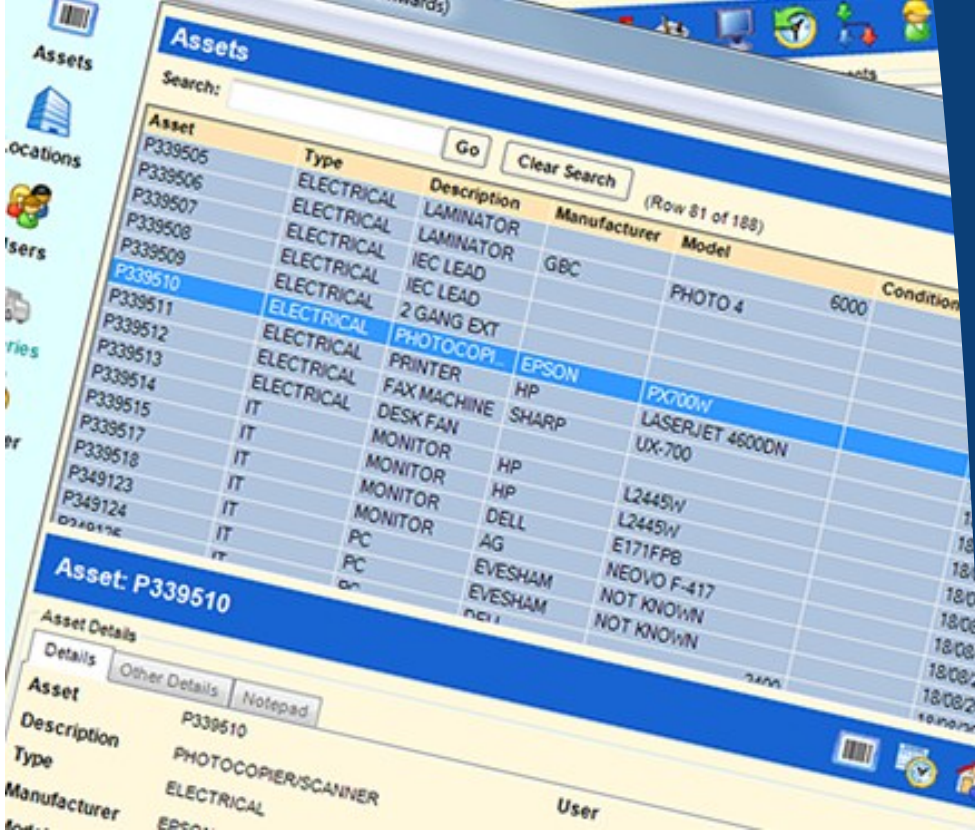 Assets
Users
Assets
Search:
Go
Clear Search
(Row 81 of 188)
Asset Type Description Manufacturer Model Condition
P339505 ELECTRICAL LAMINATOR
P339506 ELECTRICAL LAMINATOR GBC PHOTO 4 6000
P339507 ELECTRICAL IEC LEAD
P339508 ELECTRICAL IEC LEAD
P339509 ELECTRICAL 2 GANG EXT
P339510 ELECTRICAL PHOTOCOPI... EPSON PX700W
P339511 ELECTRICAL PRINTER HP LASERJET 4600DN
P339512 ELECTRICAL FAX MACHINE SHARP UX-700
P339513 ELECTRICAL DESK FAN
P339514 IT MONITOR HP L2445W
P339515 IT MONITOR HP L2445W
P339517 IT MONITOR DELL E171FPB
P339518 IT MONITOR AG NEOVO F-417
P349123 IT PC EVESHAM NOT KNOWN
P349124 IT PC EVESHAM NOT KNOWN
IT PC DELL 2400
Asset: P339510
Asset Details
Details Other Details Notepad
Asset P339510
Description PHOTOCOPIER/SCANNER
Type ELECTRICAL User
Manufacturer EPSON